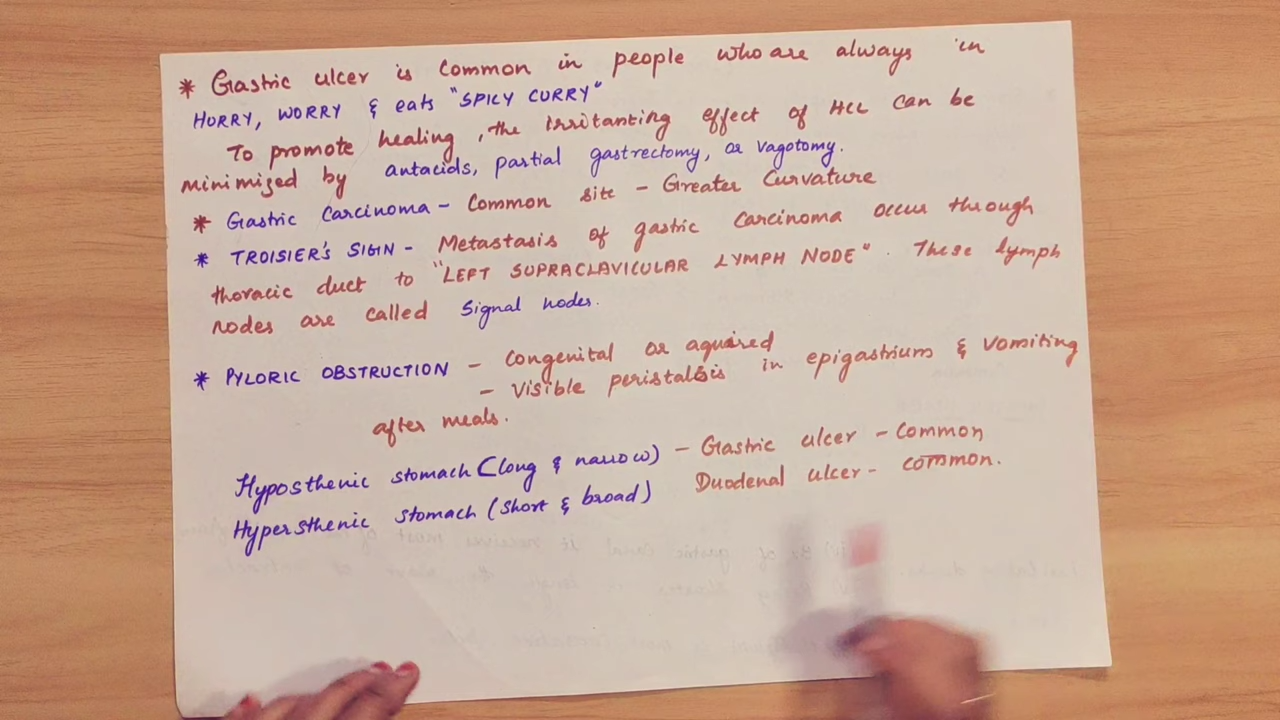 * Gastric ulcer is common in people who are always in
HURRY, WORRY & eats "SPICY CURRY"
To promote healing, the irritanting effect of HCL can be
minimized by antacids, partial gastrectomy, or vagotomy.
* Gastric Carcinoma - Common site - Greater Curvature
* TROISIER'S SIGN - Metastasis of gastric Carcinoma occur through
thoracic duct to "LEFT SUPRACLAVICULAR LYMPH NODE". These lymph
nodes are called Signal nodes.
* PYLORIC OBSTRUCTION - Congenital or aquired
- Visible peristalsis in epigastrium & vomiting
after meals.
Hyposthenic stomach (long & narrow) - Gastric ulcer - Common
Hypersthenic stomach (short & broad) Duodenal ulcer - common.